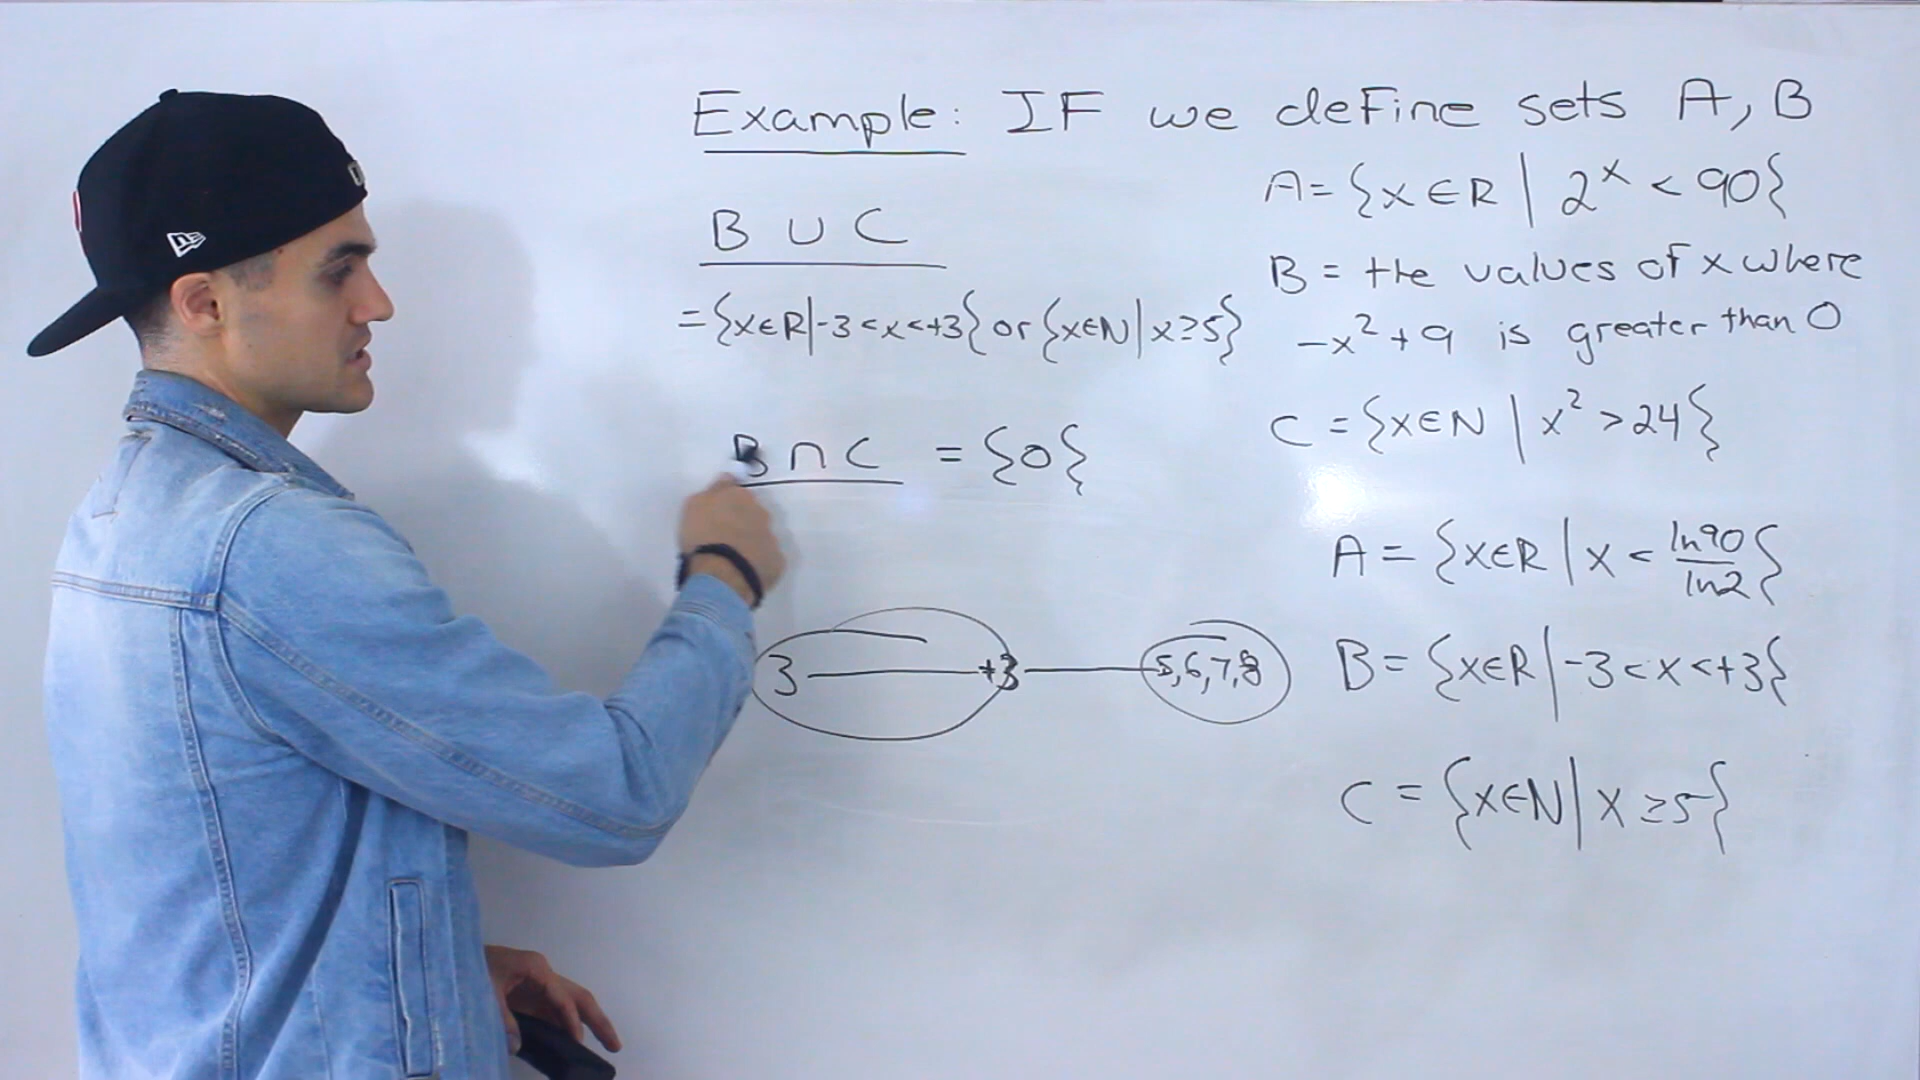 Example: IF we define sets A, B
A = {x ∈ R | 2^x < 90}
B ∪ C
B = the values of x where
= {x∈R | -3 < x < +3} or {x∈N | x ≥ 5}
-x² + 9 is greater than 0
C = {x∈N | x² > 24}
B ∩ C = {0}
A = {x∈R | x < ln90/ln2}
3 +3 5,6,7,8
B = {x∈R | -3 < x < +3}
C = {x∈N | x ≥ 5}